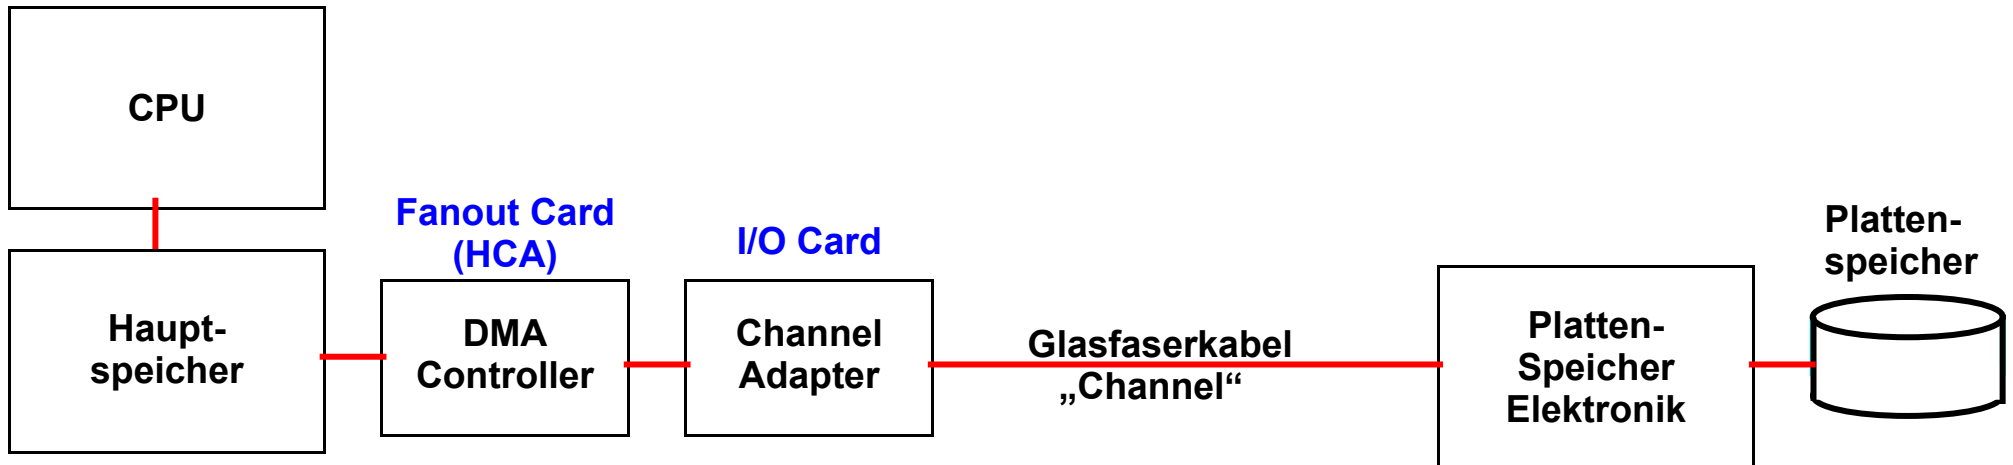 CPU
Haupt-
speicher
Fanout Card
(HCA)
DMA
Controller
I/O Card
Channel
Adapter
Glasfaserkabel
„Channel“
Platten-
Speicher
Elektronik
Platten-
speicher